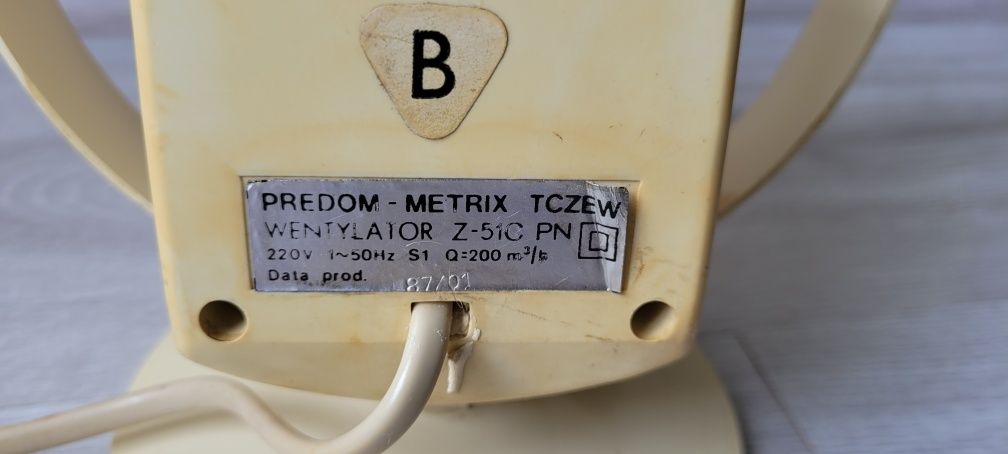 B
PREDOM - METRIX TCZEW
WENTYLATOR Z-51C PN
220V 1~50Hz S1 Q=200 m³/h
Data prod. 87/01